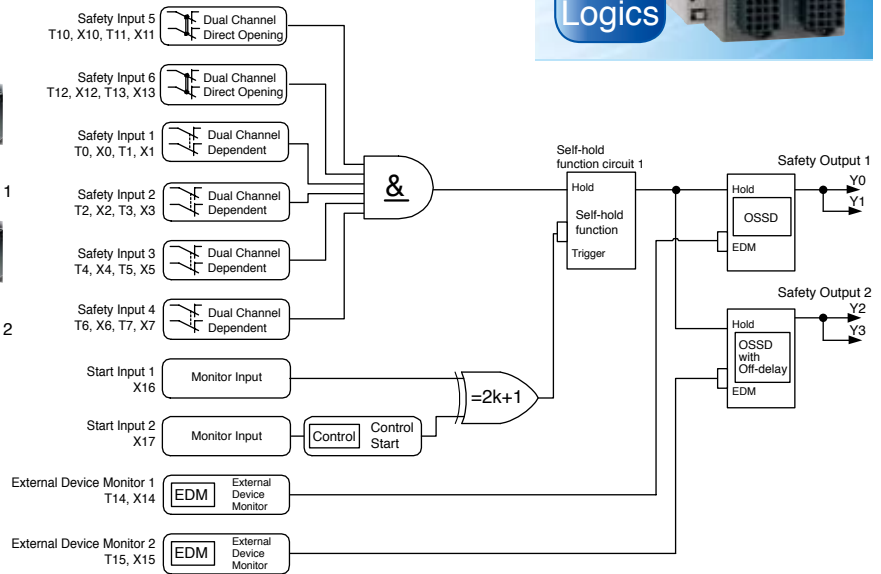 Logics
1
2
Safety Input 5
T10, X10, T11, X11
Dual Channel
Direct Opening
Safety Input 6
T12, X12, T13, X13
Dual Channel
Direct Opening
Safety Input 1
T0, X0, T1, X1
Dual Channel
Dependent
Safety Input 2
T2, X2, T3, X3
Dual Channel
Dependent
Safety Input 3
T4, X4, T5, X5
Dual Channel
Dependent
Safety Input 4
T6, X6, T7, X7
Dual Channel
Dependent
Start Input 1
X16
Monitor Input
Start Input 2
X17
Monitor Input
Control
Control
Start
External Device Monitor 1
T14, X14
EDM
External
Device
Monitor
External Device Monitor 2
T15, X15
EDM
External
Device
Monitor
&
=2k+1
Self-hold
function circuit 1
Hold
Self-hold
function
Trigger
Safety Output 1
Hold
OSSD
EDM
Y0
Y1
Safety Output 2
Hold
OSSD
with
Off-delay
EDM
Y2
Y3